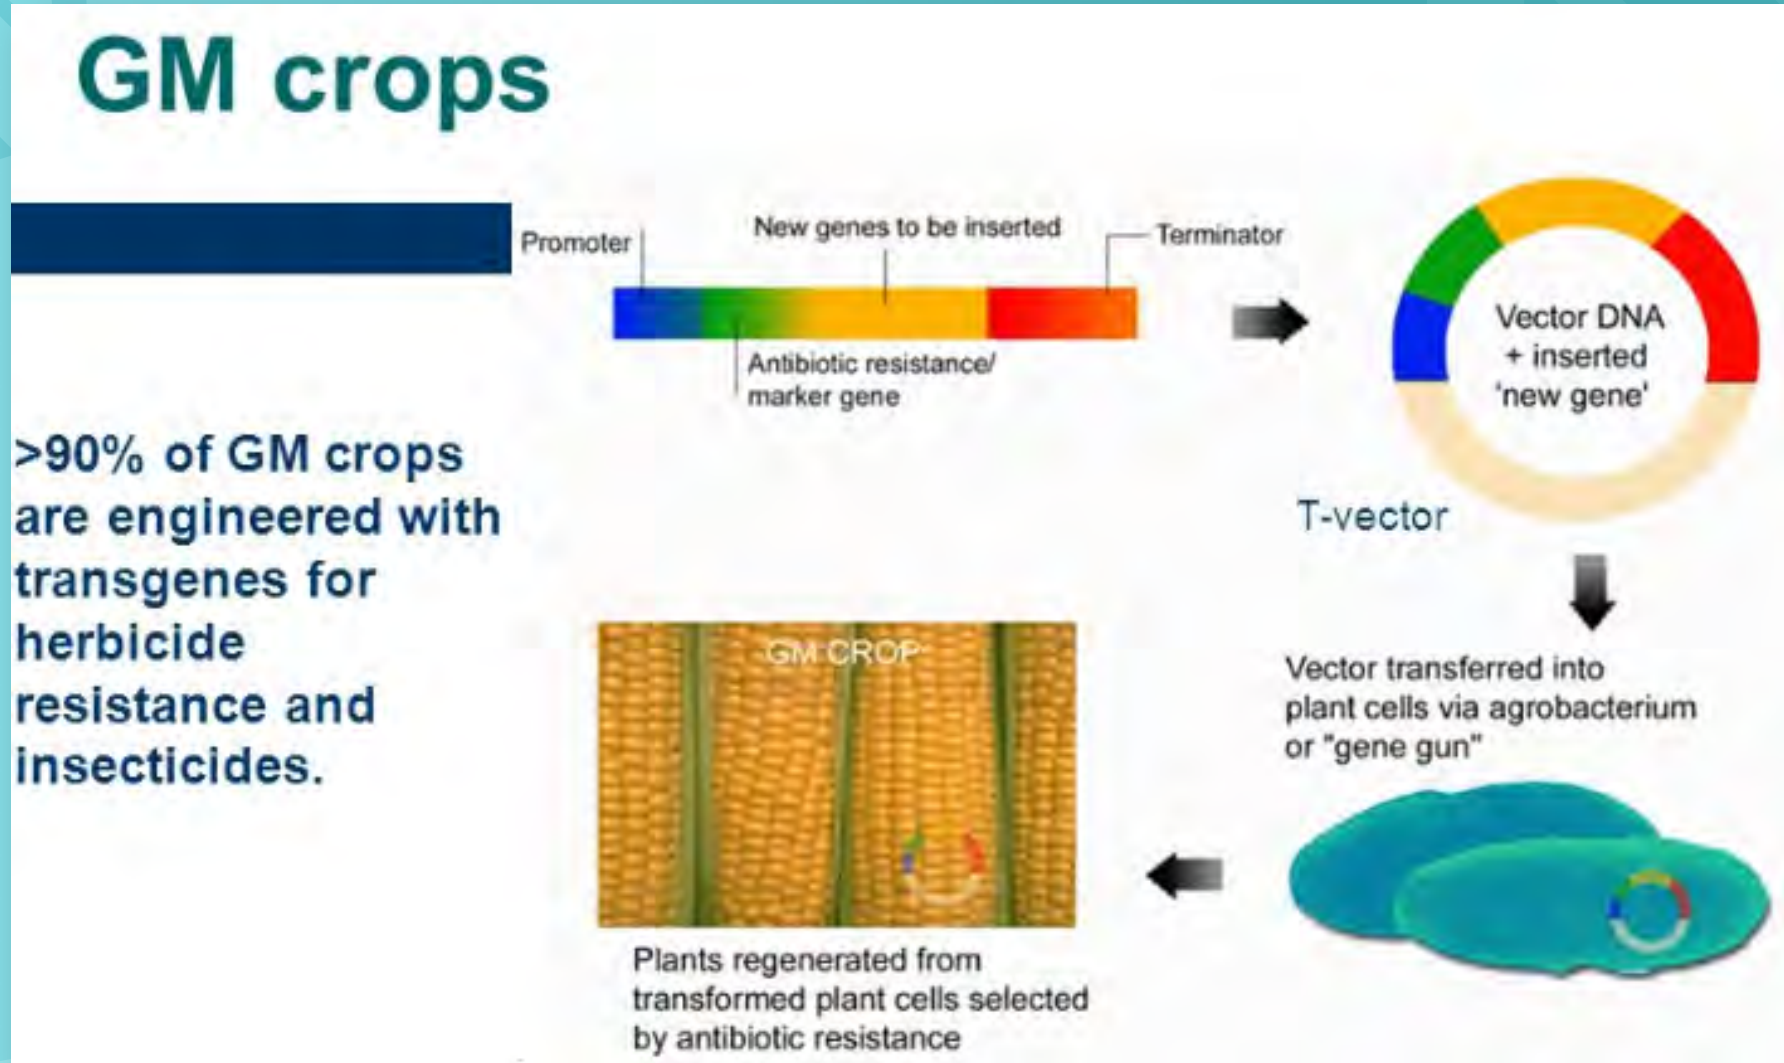 GM crops
Promoter
New genes to be inserted
Terminator
Antibiotic resistance/
marker gene
Vector DNA
+ inserted
'new gene'
T-vector
>90% of GM crops
are engineered with
transgenes for
herbicide
resistance and
insecticides.
Vector transferred into
plant cells via agrobacterium
or "gene gun"
GM CROP
Plants regenerated from
transformed plant cells selected
by antibiotic resistance